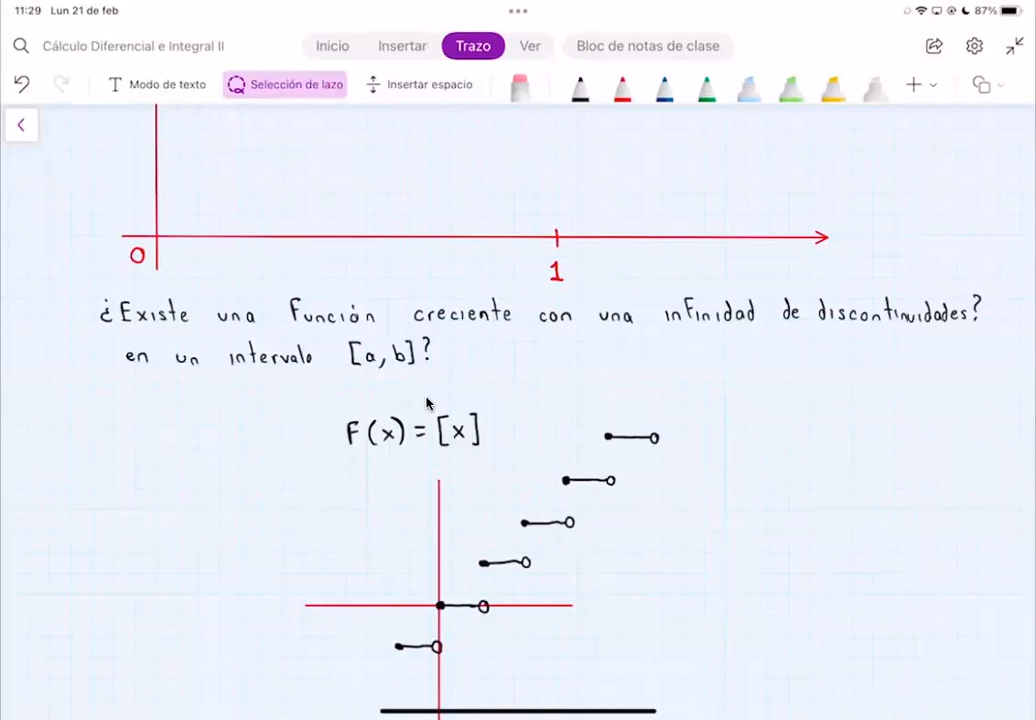 11:29 Lun 21 de feb
87%
Cálculo Diferencial e Integral II
Inicio Insertar Trazo Ver Bloc de notas de clase
Modo de texto Selección de lazo Insertar espacio
0
1
¿Existe una función creciente con una infinidad de discontinuidades?
en un intervalo [a,b]?
F(x) = [x]